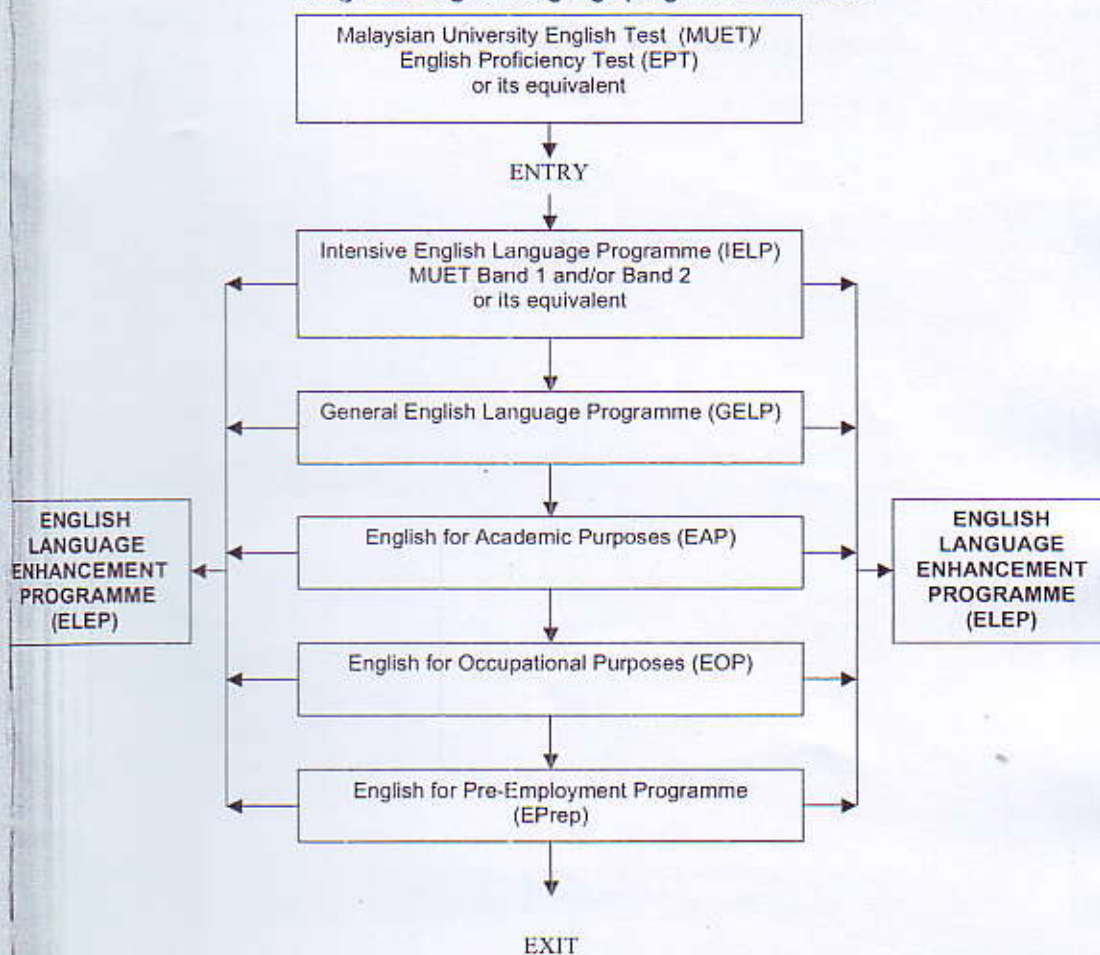 Malaysian University English Test (MUET)/
English Proficiency Test (EPT)
or its equivalent
ENTRY
Intensive English Language Programme (IELP)
MUET Band 1 and/or Band 2
or its equivalent
General English Language Programme (GELP)
ENGLISH
LANGUAGE
ENHANCEMENT
PROGRAMME
(ELEP)
English for Academic Purposes (EAP)
ENGLISH
LANGUAGE
ENHANCEMENT
PROGRAMME
(ELEP)
English for Occupational Purposes (EOP)
English for Pre-Employment Programme
(EPrep)
EXIT